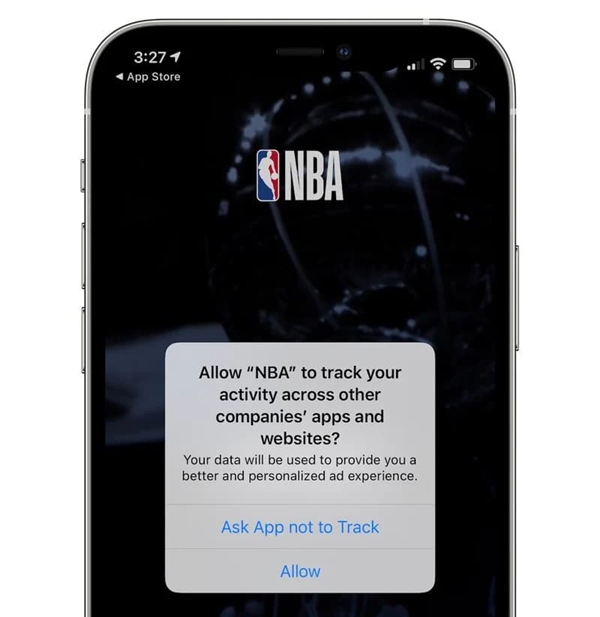 3:27
◀ App Store
NBA
Allow “NBA” to track your
activity across other
companies’ apps and
websites?
Your data will be used to provide you a
better and personalized ad experience.
Ask App not to Track
Allow